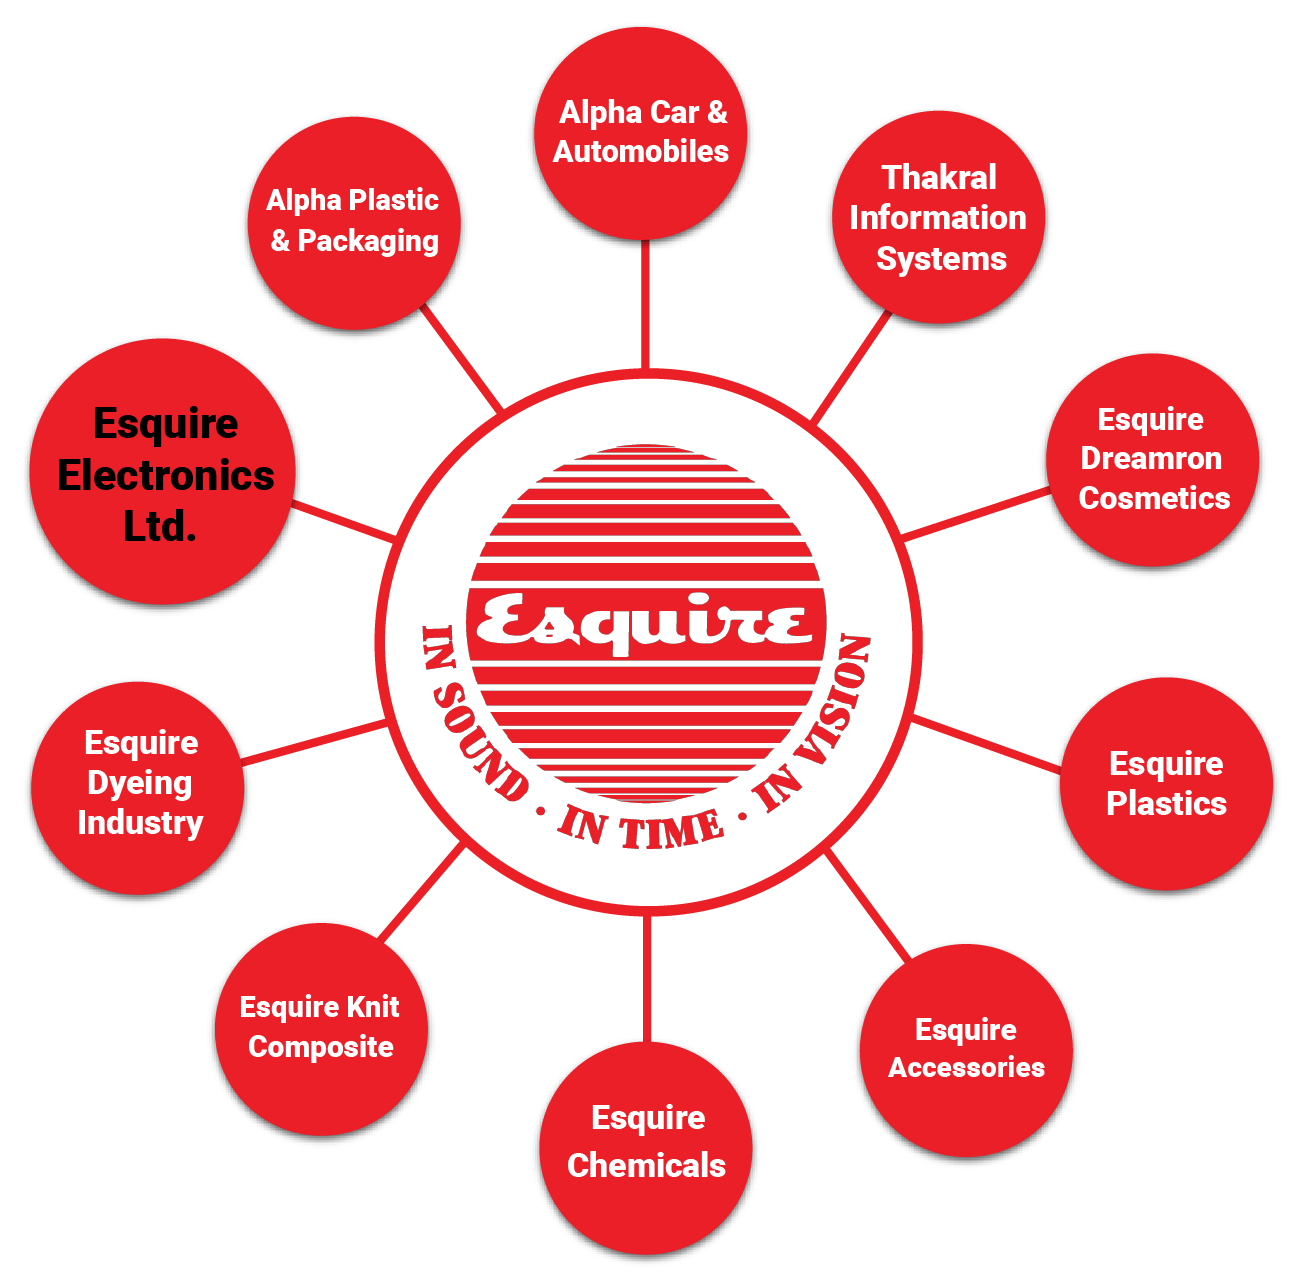 Alpha Car &
Automobiles
Thakral
Information
Systems
Esquire
Dreamron
Cosmetics
Esquire
Plastics
Esquire
Accessories
Esquire
Chemicals
Esquire Knit
Composite
Esquire
Dyeing
Industry
Esquire
Electronics
Ltd.
Alpha Plastic
& Packaging
Esquire
IN SOUND · IN TIME · IN VISION